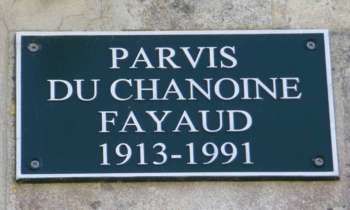 PARVIS
DU CHANOINE
FAYAUD
1913-1991